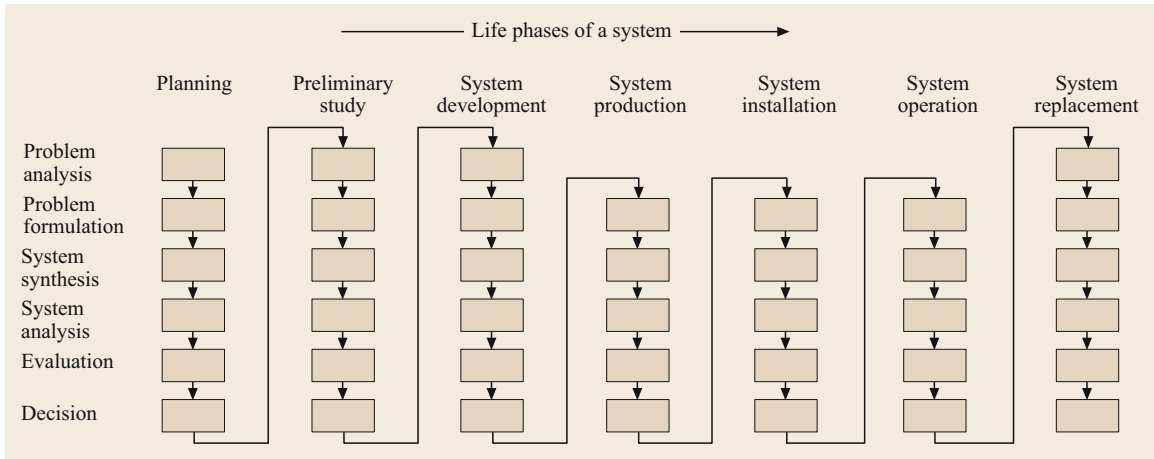 Life phases of a system
Planning
Preliminary
study
System
development
System
production
System
installation
System
operation
System
replacement
Problem
analysis
Problem
formulation
System
synthesis
System
analysis
Evaluation
Decision